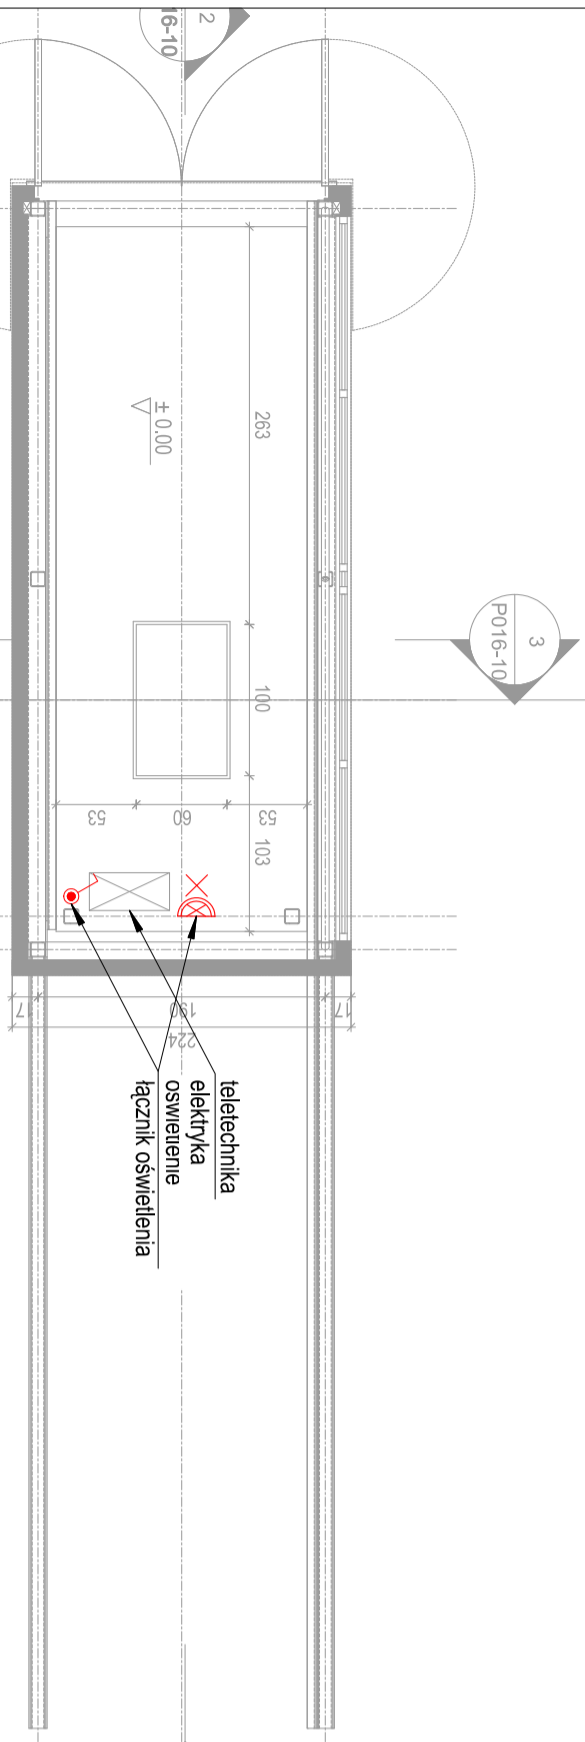 2
16-10
3
P016-10
263
± 0.00
100
53
60
53
103
17
190
17
224
teletechnika
elektryka
oswietlenie
łącznik oświetlenia